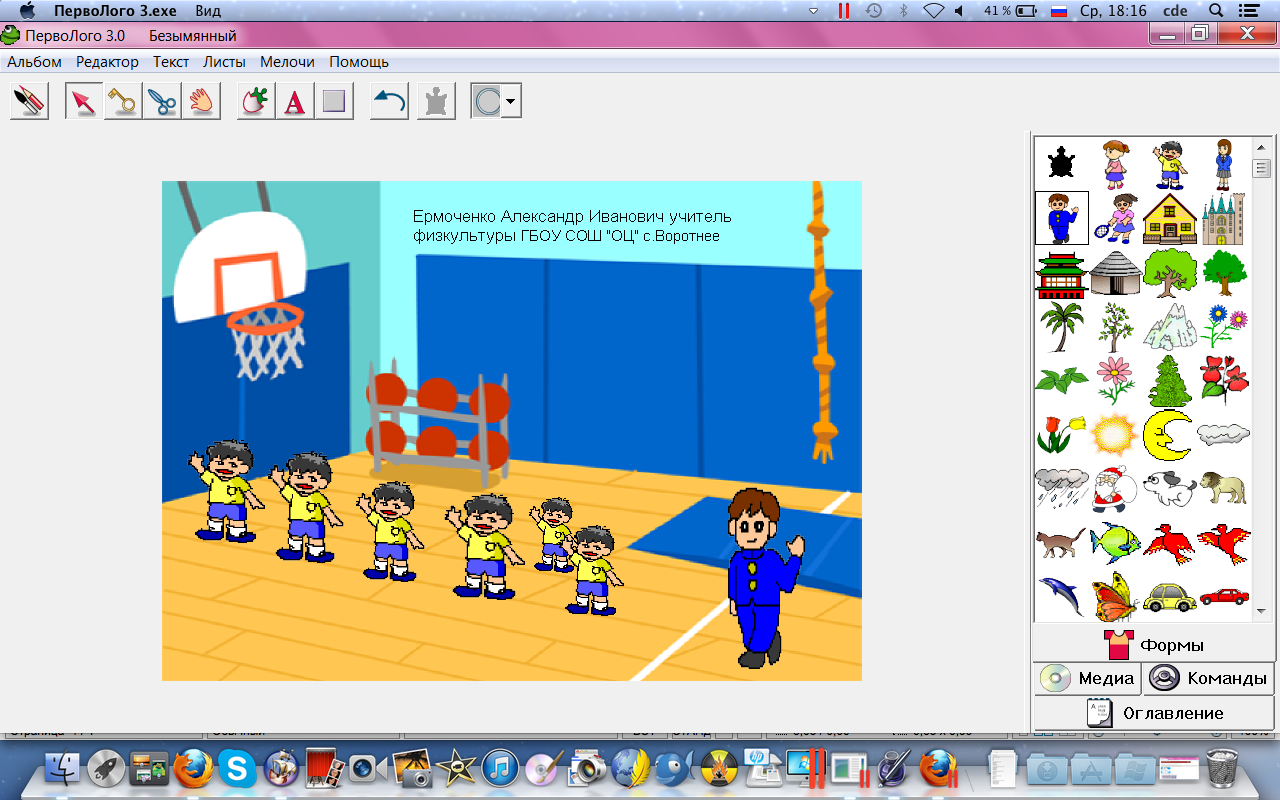 ПервоЛого 3.exe Вид
41 % Ср, 18:16 cde
ПервоЛого 3.0 Безымянный
Альбом Редактор Текст Листы Мелочи Помощь
A
Ермоченко Александр Иванович учитель
физкультуры ГБОУ СОШ "ОЦ" с.Воротнее
Формы
Медиа Команды
Оглавление
S
hp